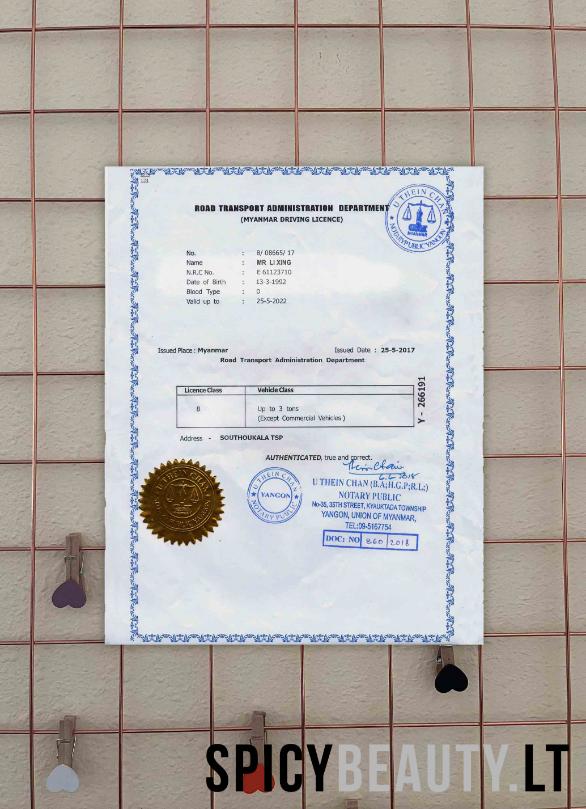 ROAD TRANSPORT ADMINISTRATION DEPARTMENT
(MYANMAR DRIVING LICENCE)
U THEIN CHAN
NOTARY PUBLIC YANGON
No. : B/ 08665/ 17
Name : MR LI XING
N.R.C No. : E 61123710
Date of Birth : 13-3-1992
Blood Type : O
Valid up to : 25-5-2022
Issued Place : Myanmar Issued Date : 25-5-2017
Road Transport Administration Department
Licence Class Vehicle Class
B Up to 3 tons
(Except Commercial Vehicles )
Y - 266191
Address - SOUTHOUKALA TSP
AUTHENTICATED, true and correct.
Thein Chan
U THEIN CHAN
YANGON
NOTARY PUBLIC
U THEIN CHAN (B.A;H.G.P;R.L;)
NOTARY PUBLIC
No-35, 35TH STREET, KYAUKTADA TOWNSHIP
YANGON, UNION OF MYANMAR,
TEL:09-5167754
DOC: NO 860 2018
SPICYBEAUTY.LT